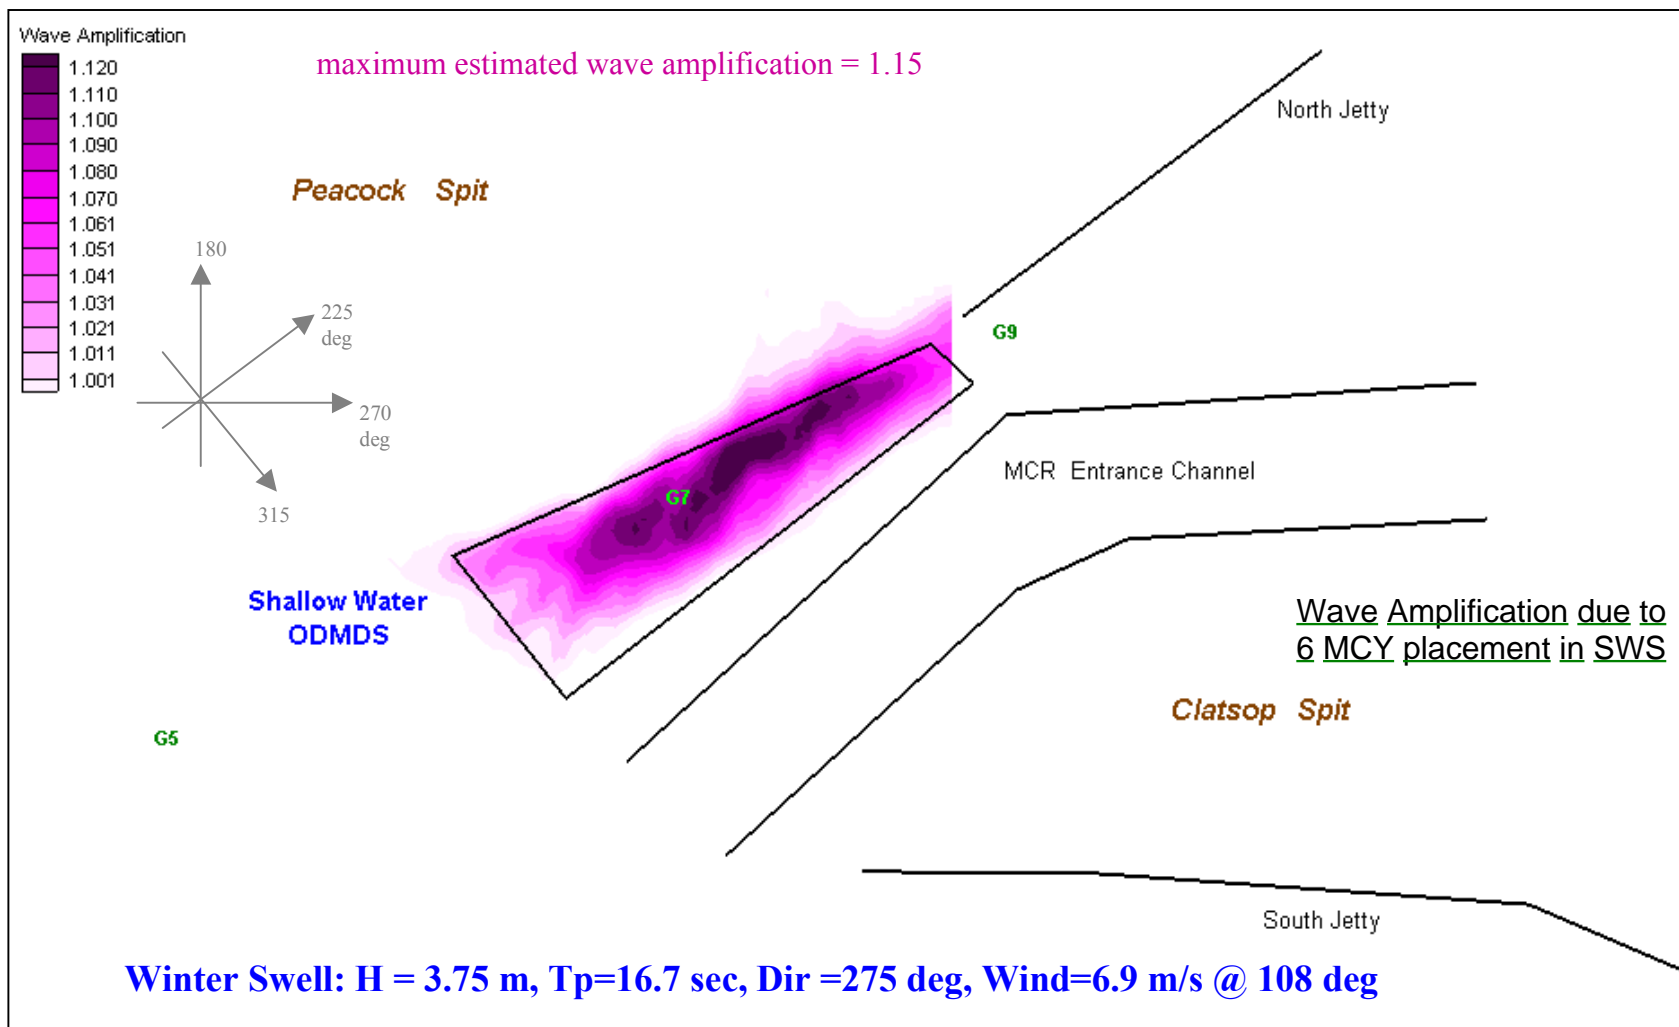 Wave Amplification
1.120
1.110
1.100
1.090
1.080
1.070
1.061
1.051
1.041
1.031
1.021
1.011
1.001
maximum estimated wave amplification = 1.15
North Jetty
Peacock Spit
180
225
deg
270
deg
315
G9
G7
MCR Entrance Channel
Shallow Water
ODMDS
Wave Amplification due to
6 MCY placement in SWS
Clatsop Spit
G5
South Jetty
Winter Swell: H = 3.75 m, Tp=16.7 sec, Dir =275 deg, Wind=6.9 m/s @ 108 deg